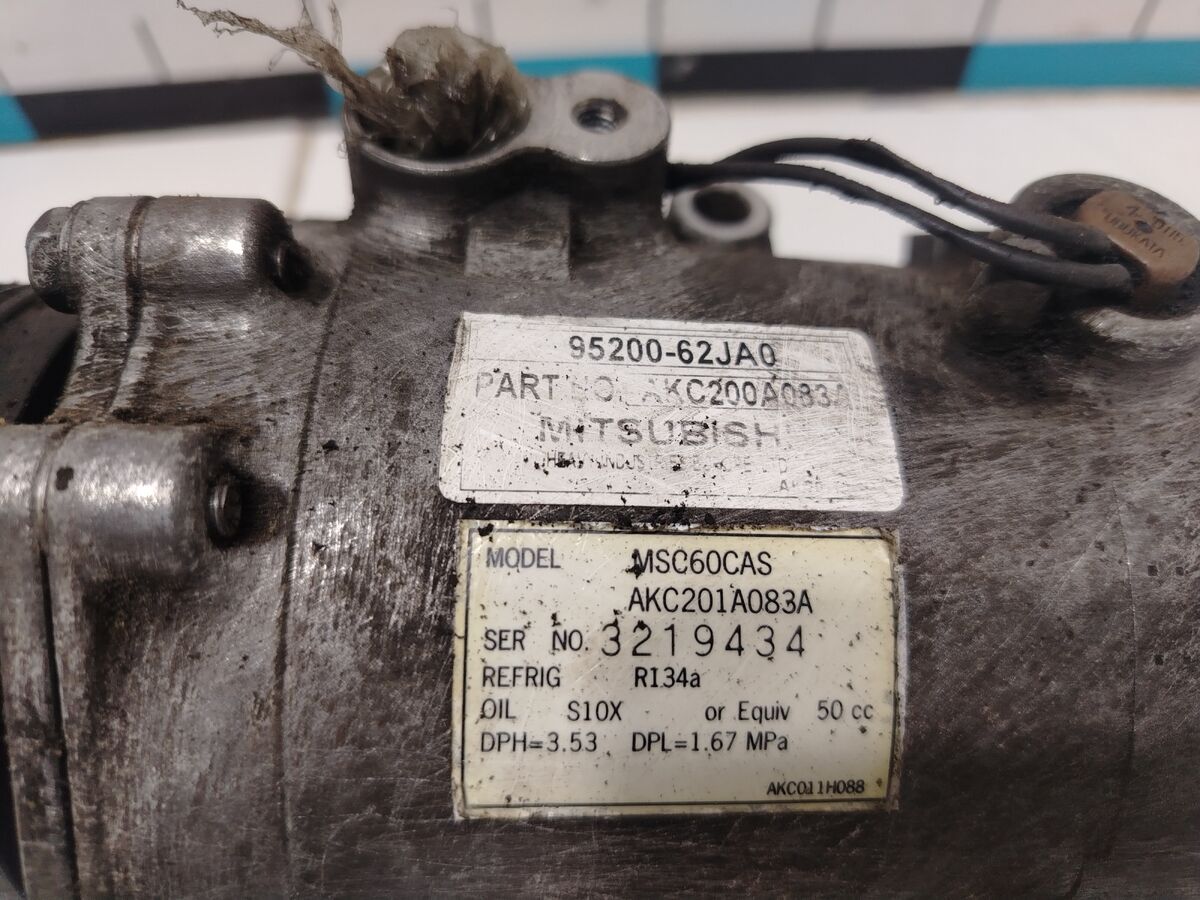 95200-62JA0
PART NO. AKC200A083A
MITSUBISH
MODEL MSC60CAS
AKC201A083A
SER NO. 3219434
REFRIG R134a
OIL S10X or Equiv 50 cc
DPH=3.53 DPL=1.67 MPa
AKC011H088